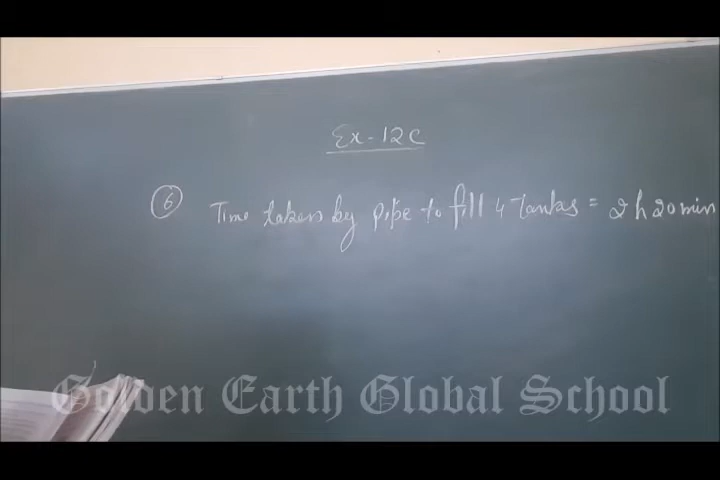 Ex-12C
6 Time taken by pipe to fill 4 Tanks = 2 h 20 min
Golden Earth Global School